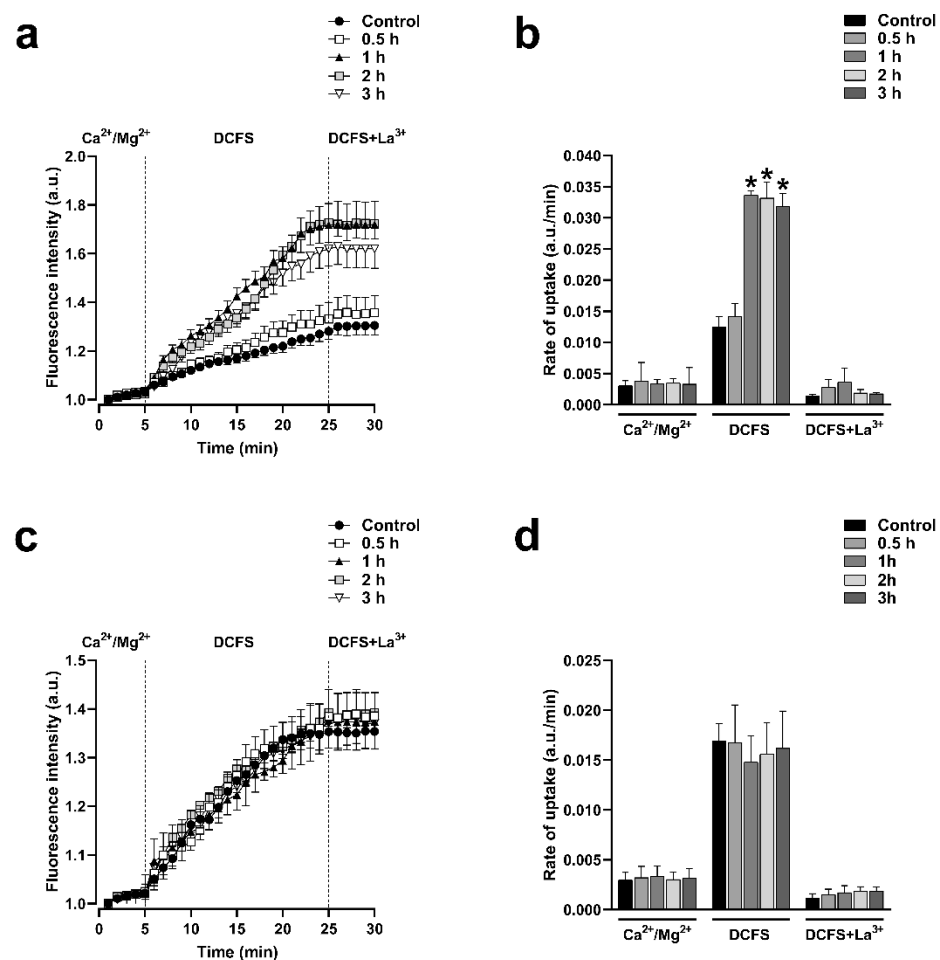 a
Control
0.5 h
1 h
2 h
3 h
Ca²⁺/Mg²⁺ DCFS DCFS+La³⁺
Fluorescence intensity (a.u.)
2.0
1.8
1.6
1.4
1.2
1.0
0 5 10 15 20 25 30
Time (min)
b
Control
0.5 h
1 h
2 h
3 h
Rate of uptake (a.u./min)
0.040
0.035
0.030
0.025
0.020
0.015
0.010
0.005
0.000
* * *
Ca²⁺/Mg²⁺ DCFS DCFS+La³⁺
c
Control
0.5 h
1 h
2 h
3 h
Ca²⁺/Mg²⁺ DCFS DCFS+La³⁺
Fluorescence intensity (a.u.)
1.5
1.4
1.3
1.2
1.1
1.0
0 5 10 15 20 25 30
Time (min)
d
Control
0.5 h
1h
2h
3h
Rate of uptake (a.u./min)
0.025
0.020
0.015
0.010
0.005
0.000
Ca²⁺/Mg²⁺ DCFS DCFS+La³⁺